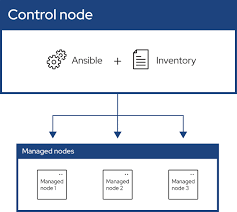 Control node
Ansible + Inventory
Managed nodes
Managed
node 1
Managed
node 2
Managed
node 3